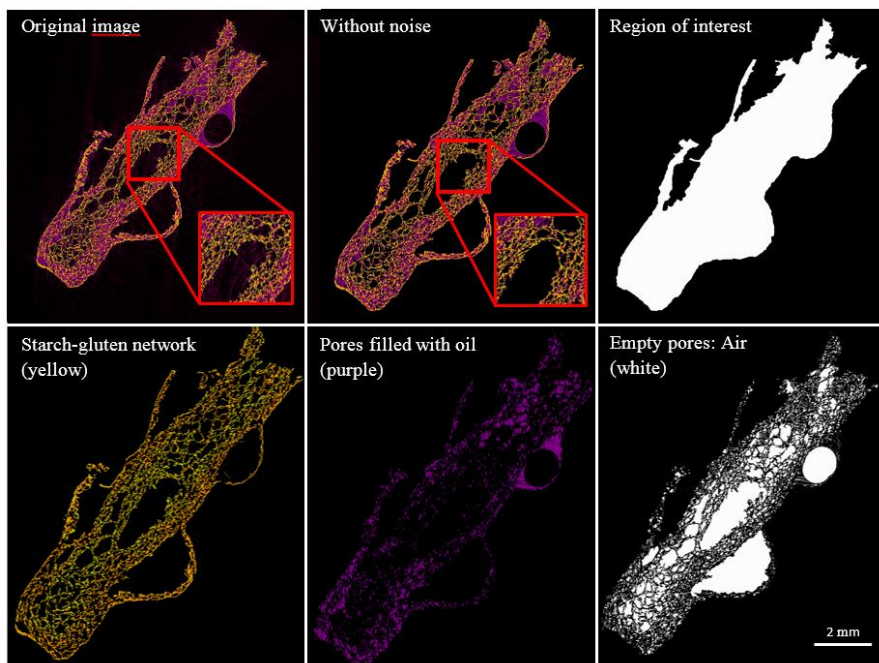 Original image
Without noise
Region of interest
Starch-gluten network
(yellow)
Pores filled with oil
(purple)
Empty pores: Air
(white)
2 mm